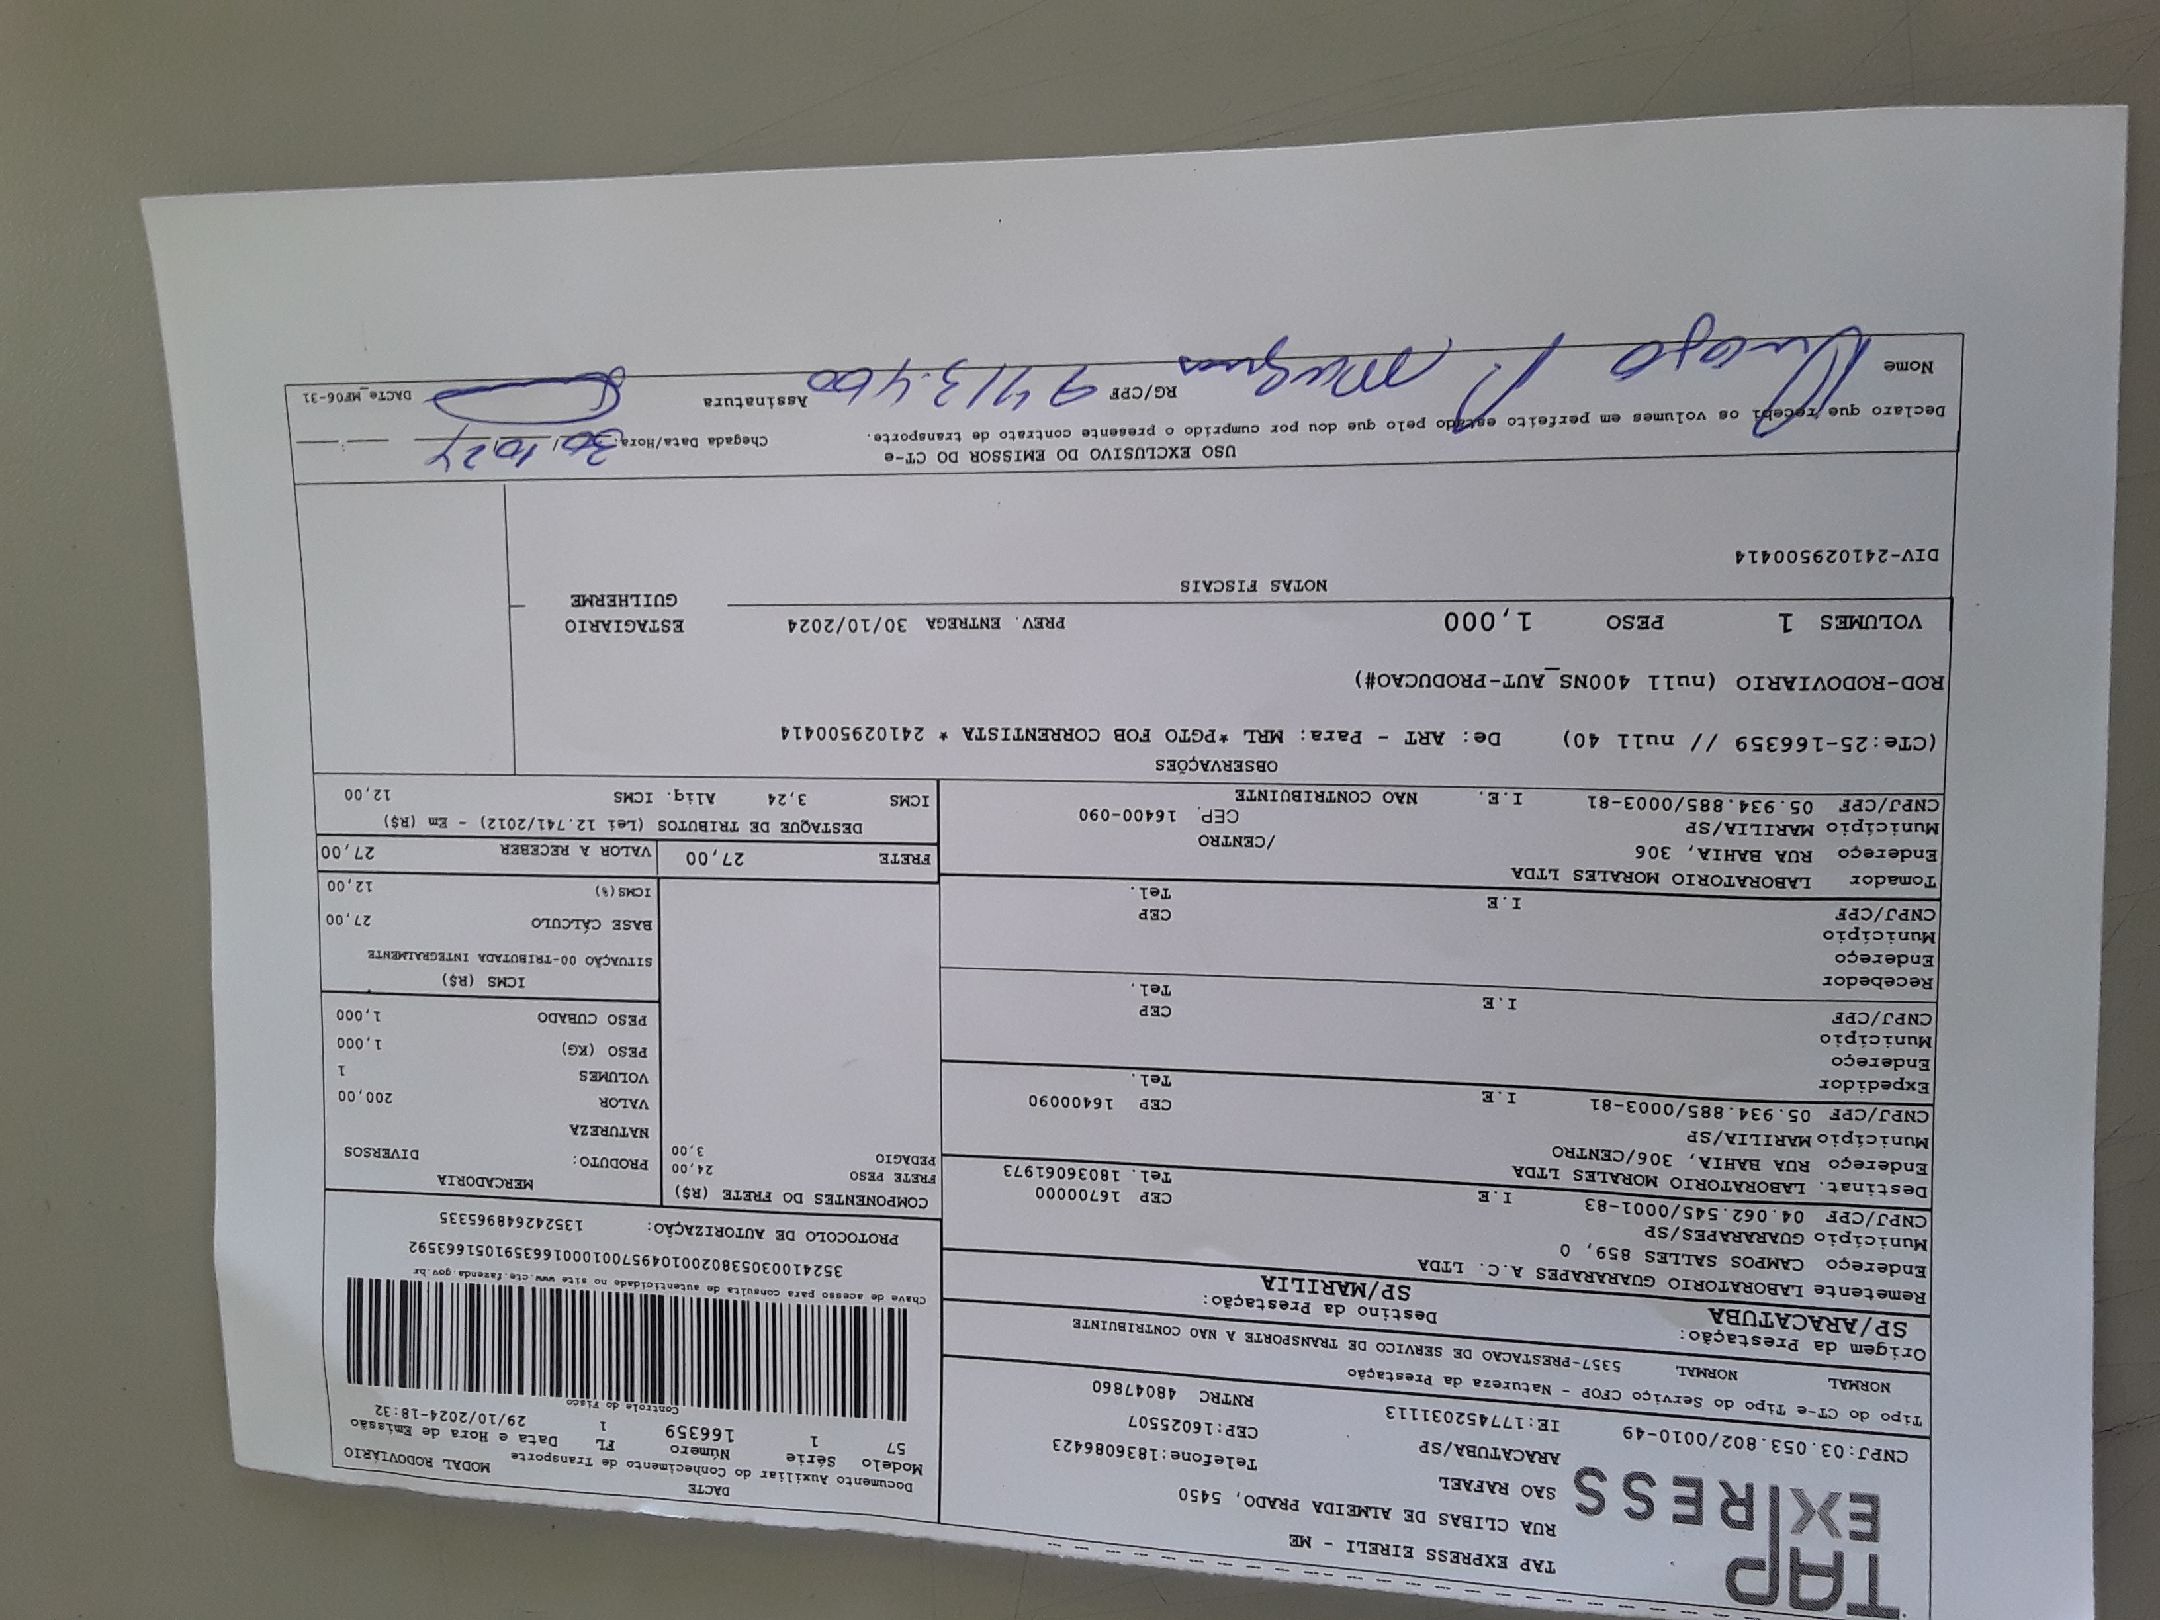 TAP
EXPRESS
TAP EXPRESS EIRELI - ME
RUA CLIBAS DE ALMEIDA PRADO, 5450
SAO RAFAEL Telefone:1836086423
ARACATUBA/SP CEP:16025507
CNPJ:03.053.802/0010-49 IE:177452031113 RNTRC 48047860
DACTE
Documento Auxiliar do Conhecimento de Transporte MODAL RODOVIÁRIO
Modelo Série Número FL Data e Hora de Emissão
57 1 166359 1 29/10/2024-18:32
Controle do Fisco
Chave de acesso para consulta de autenticidade no site www.cte.fazenda.gov.br
PROTOCOLO DE AUTORIZAÇÃO: 135242648965335
Tipo do CT-e Tipo do Serviço CFOP - Natureza da Prestação
NORMAL NORMAL 5357-PRESTACAO DE SERVICO DE TRANSPORTE A NAO CONTRIBUINTE
Origem da Prestação: Destino da Prestação:
SP/ARACATUBA SP/MARILIA
Remetente LABORATORIO GUARARAPES A.C. LTDA
Endereço CAMPOS SALLES 859, 0
Município GUARARAPES/SP CEP 16700000
CNPJ/CPF 04.062.545/0001-83 I.E Tel. 18036061973
Destinat. LABORATORIO MORALES LTDA
Endereço RUA BAHIA, 306/CENTRO
Município MARILIA/SP CEP 16400090
CNPJ/CPF 05.934.885/0003-81 I.E Tel.
Expedidor
Endereço
Município CEP
CNPJ/CPF I.E Tel.
Recebedor
Endereço
Município CEP
CNPJ/CPF I.E Tel.
Tomador LABORATORIO MORALES LTDA
Endereço RUA BAHIA, 306 /CENTRO
Município MARILIA/SP CEP. 16400-090
CNPJ/CPF 05.934.885/0003-81 I.E. NAO CONTRIBUINTE
COMPONENTES DO FRETE (R$)
FRETE PESO 24,00
PEDAGIO 3,00
MERCADORIA
PRODUTO: DIVERSOS
NATUREZA
VALOR 200,00
VOLUMES 1
PESO (KG) 1,000
PESO CUBADO 1,000
ICMS (R$)
SITUAÇÃO 00-TRIBUTADA INTEGRALMENTE
BASE CÁLCULO 27,00
ICMS(%) 12,00
FRETE 27,00 VALOR A RECEBER 27,00
DESTAQUE DE TRIBUTOS (Lei 12.741/2012) - Em (R$)
ICMS 3,24 Aliq. ICMS 12,00
OBSERVAÇÕES
(CTe:25-166359 // null 40) De: ART - Para: MRL *PGTO FOB CORRENTISTA * 241029500414
ROD-RODOVIARIO (null 400NS_AUT-PRODUCAO#)
VOLUMES 1 PESO 1,000 PREV. ENTREGA 30/10/2024 ESTAGIARIO
GUILHERME
NOTAS FISCAIS
DIV-241029500414
USO EXCLUSIVO DO EMISSOR DO CT-e
Declaro que recebi os volumes em perfeito estado pelo que dou por cumprido o presente contrato de transporte. Chegada Data/Hora: 30/10/24
Nome RG/CPF 9.413.460 Assinatura DACTe_MF06-31